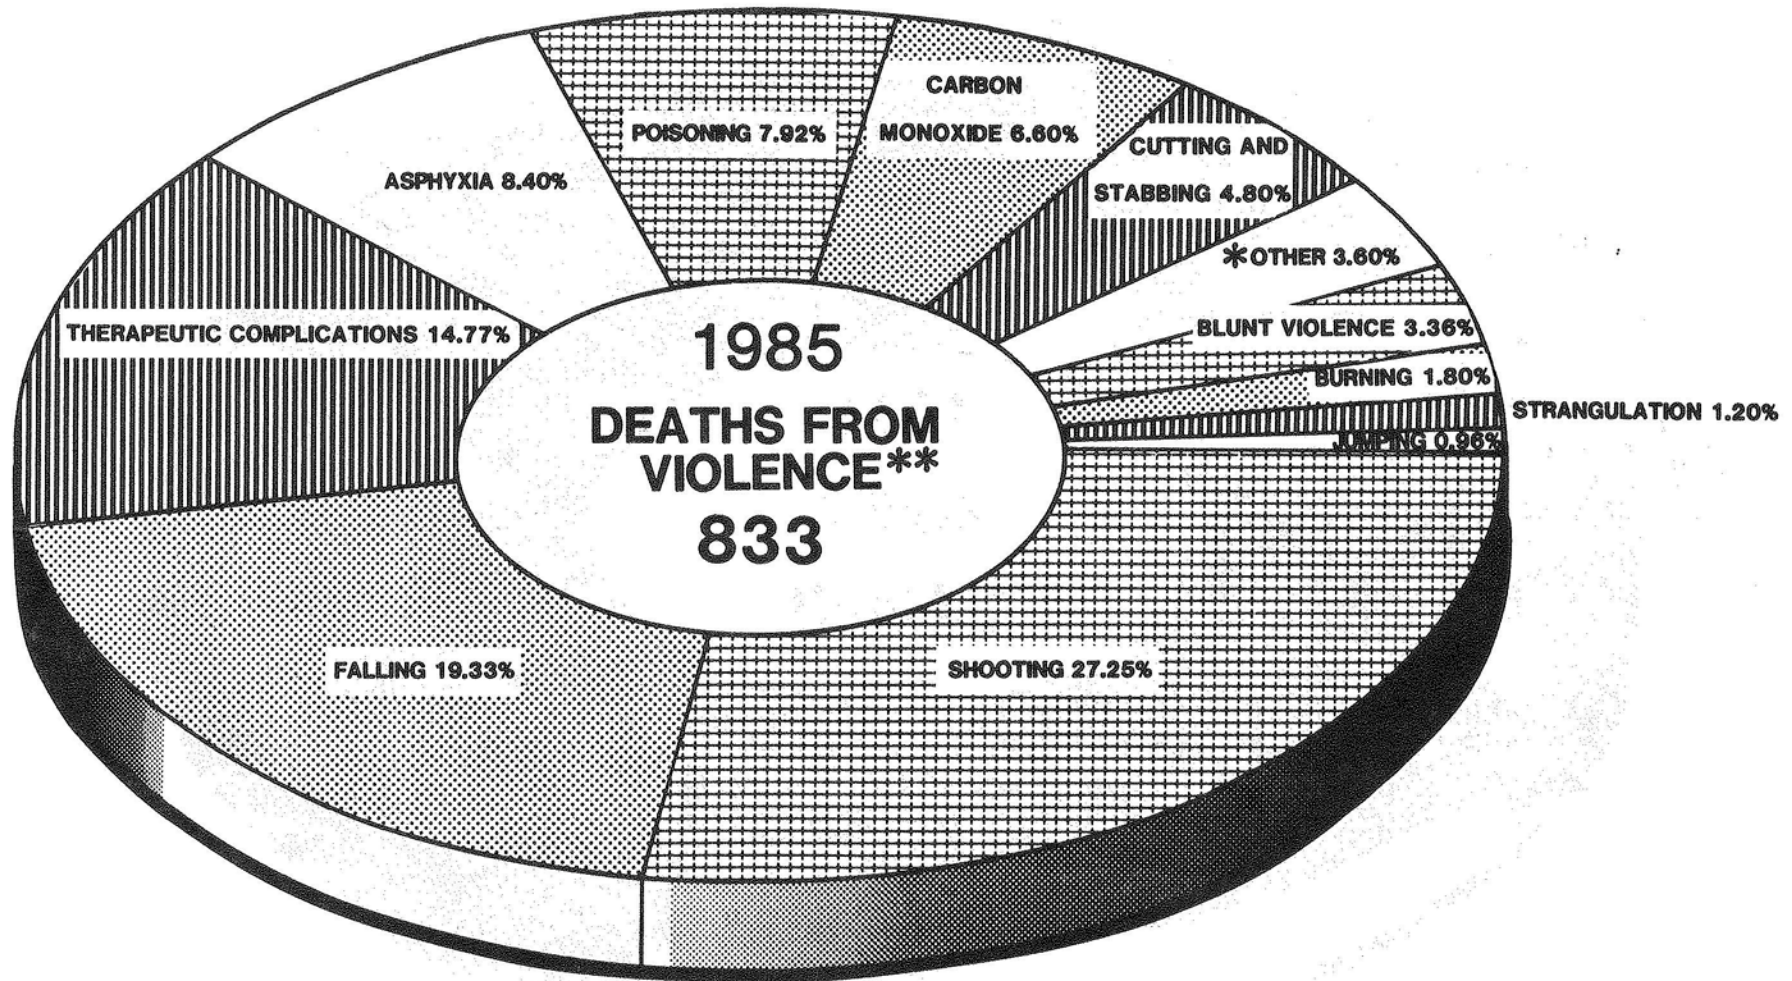 CARBON
MONOXIDE 6.60%
POISONING 7.92%
CUTTING AND
STABBING 4.80%
ASPHYXIA 8.40%
*OTHER 3.60%
THERAPEUTIC COMPLICATIONS 14.77%
BLUNT VIOLENCE 3.36%
BURNING 1.80%
STRANGULATION 1.20%
JUMPING 0.96%
1985
DEATHS FROM
VIOLENCE**
833
FALLING 19.33%
SHOOTING 27.25%